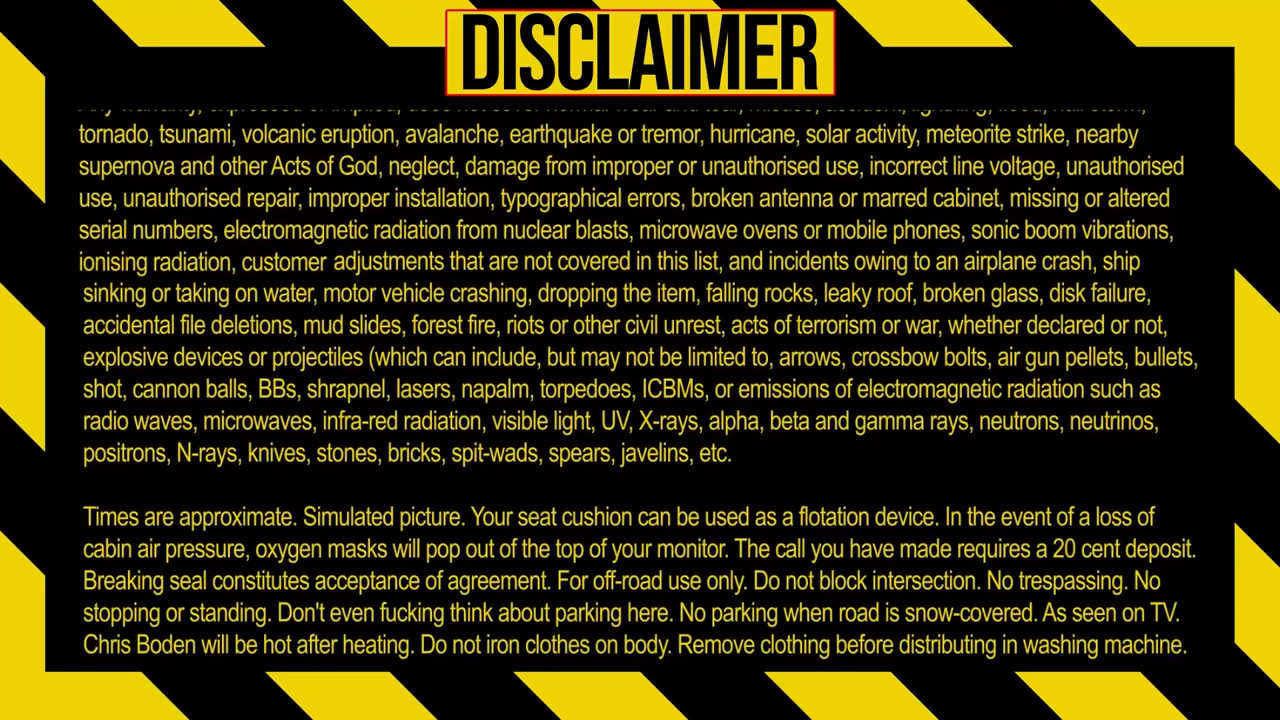 DISCLAIMER
tornado, tsunami, volcanic eruption, avalanche, earthquake or tremor, hurricane, solar activity, meteorite strike, nearby
supernova and other Acts of God, neglect, damage from improper or unauthorised use, incorrect line voltage, unauthorised
use, unauthorised repair, improper installation, typographical errors, broken antenna or marred cabinet, missing or altered
serial numbers, electromagnetic radiation from nuclear blasts, microwave ovens or mobile phones, sonic boom vibrations,
ionising radiation, customer adjustments that are not covered in this list, and incidents owing to an airplane crash, ship
sinking or taking on water, motor vehicle crashing, dropping the item, falling rocks, leaky roof, broken glass, disk failure,
accidental file deletions, mud slides, forest fire, riots or other civil unrest, acts of terrorism or war, whether declared or not,
explosive devices or projectiles (which can include, but may not be limited to, arrows, crossbow bolts, air gun pellets, bullets,
shot, cannon balls, BBs, shrapnel, lasers, napalm, torpedoes, ICBMs, or emissions of electromagnetic radiation such as
radio waves, microwaves, infra-red radiation, visible light, UV, X-rays, alpha, beta and gamma rays, neutrons, neutrinos,
positrons, N-rays, knives, stones, bricks, spit-wads, spears, javelins, etc.
Times are approximate. Simulated picture. Your seat cushion can be used as a flotation device. In the event of a loss of
cabin air pressure, oxygen masks will pop out of the top of your monitor. The call you have made requires a 20 cent deposit.
Breaking seal constitutes acceptance of agreement. For off-road use only. Do not block intersection. No trespassing. No
stopping or standing. Don't even fucking think about parking here. No parking when road is snow-covered. As seen on TV.
Chris Boden will be hot after heating. Do not iron clothes on body. Remove clothing before distributing in washing machine.